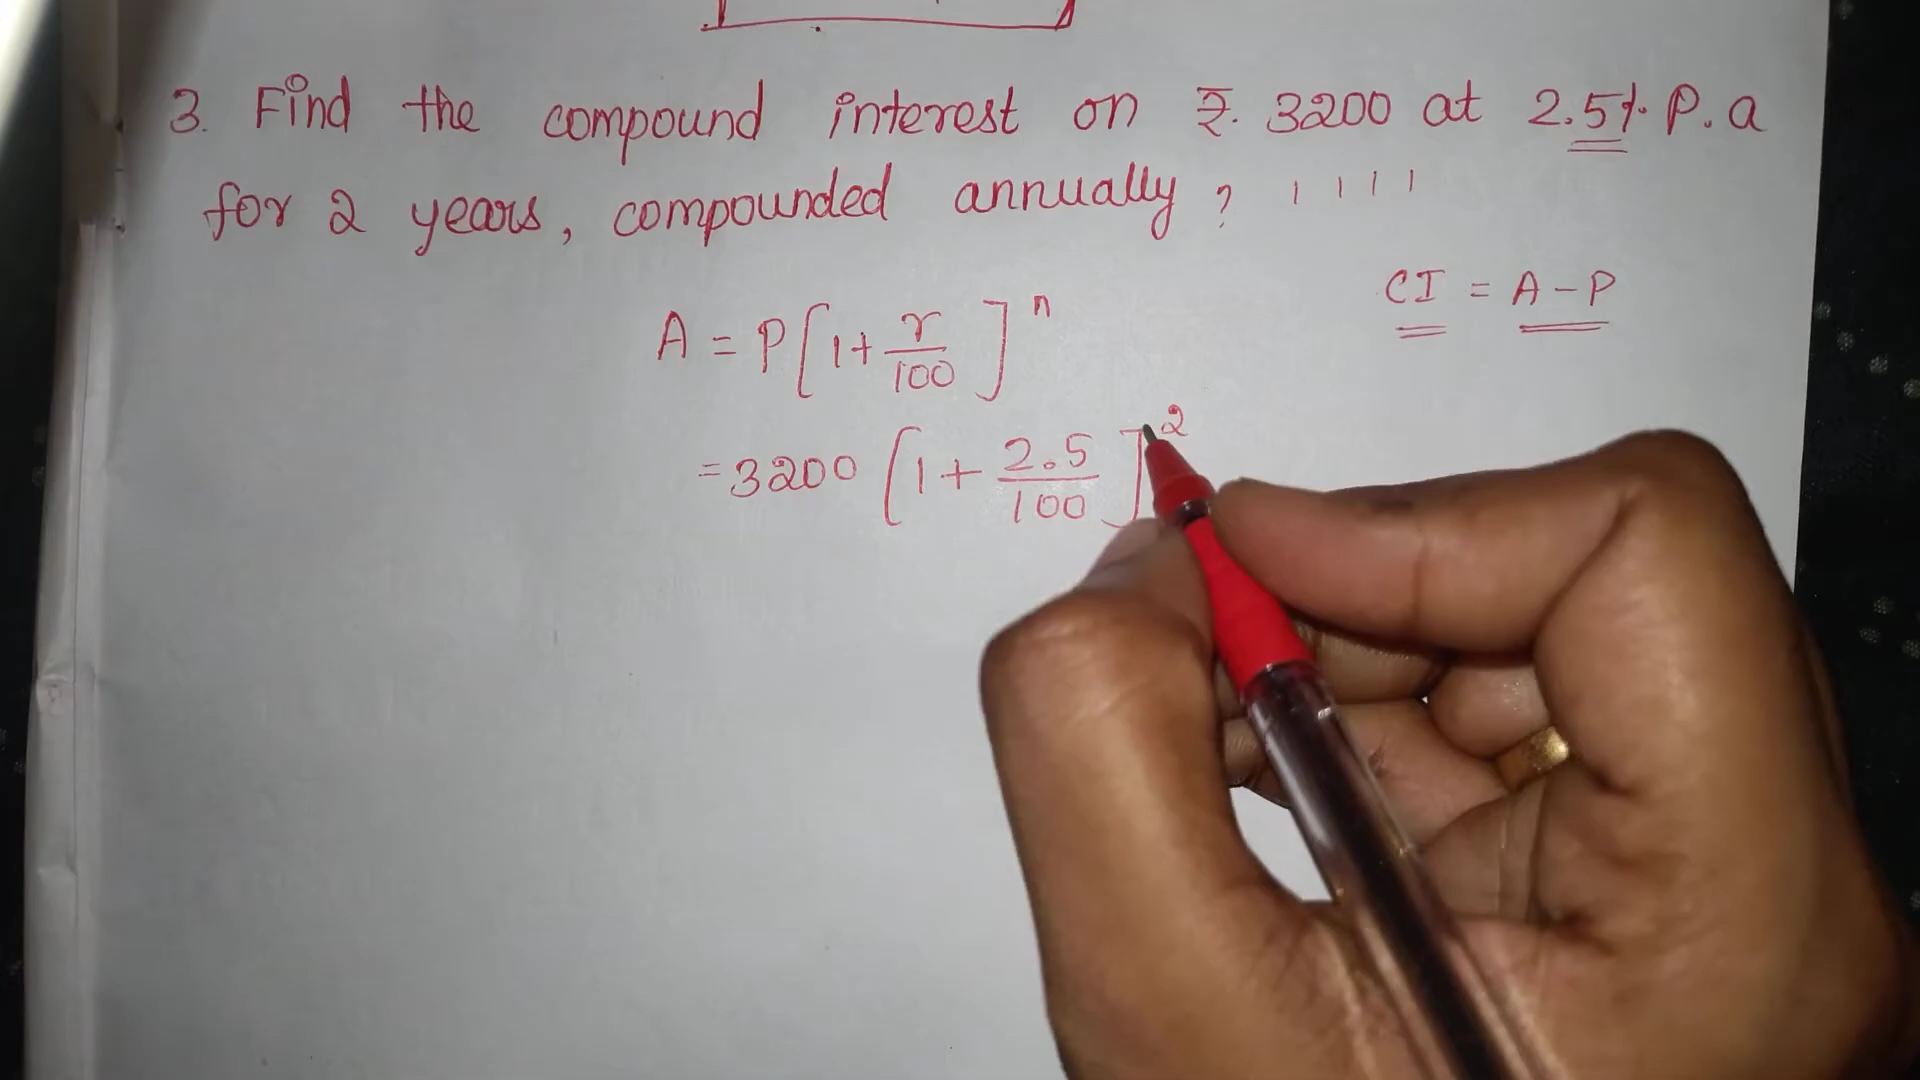 3. Find the compound interest on ₹. 3200 at 2.5% P.a
for 2 years, compounded annually ?
CI = A - P
A = P[1+ r/100 ]^n
= 3200 [1 + 2.5/100 ]^2